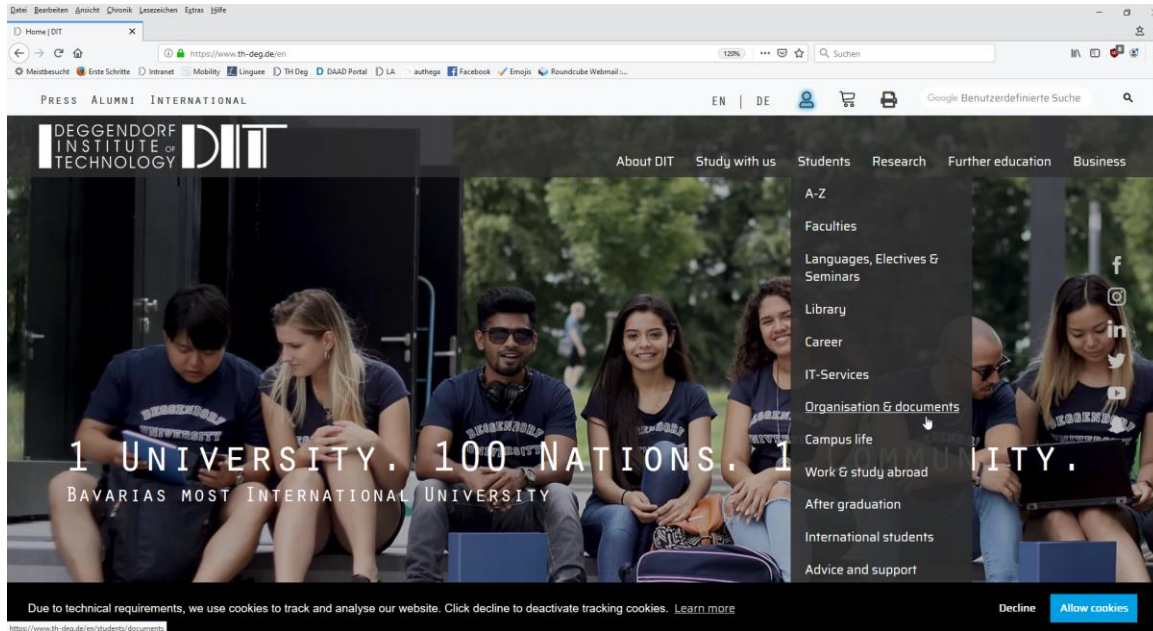 Datei Bearbeiten Ansicht Chronik Lesezeichen Extras Hilfe
Home | DIT
https://www.th-deg.de/en
120%
Suchen
Meistbesucht Erste Schritte Intranet Mobility Linguee TH Deg DAAD Portal LA authega Facebook Emojis Roundcube Webmail :...
PRESS ALUMNI INTERNATIONAL
EN | DE
Google Benutzerdefinierte Suche
DEGGENDORF
INSTITUTE OF
TECHNOLOGY
DIT
About DIT Study with us Students Research Further education Business
A-Z
Faculties
Languages, Electives &
Seminars
Library
Career
IT-Services
Organisation & documents
Campus life
Work & study abroad
After graduation
International students
Advice and support
DEGGENDORF
UNIVERSITY
DEGGENDORF
1 UNIVERSITY. 100 NATIONS. 1 COMMUNITY.
BAVARIAS MOST INTERNATIONAL UNIVERSITY
Due to technical requirements, we use cookies to track and analyse our website. Click decline to deactivate tracking cookies. Learn more
Decline
Allow cookies
https://www.th-deg.de/en/students/documents